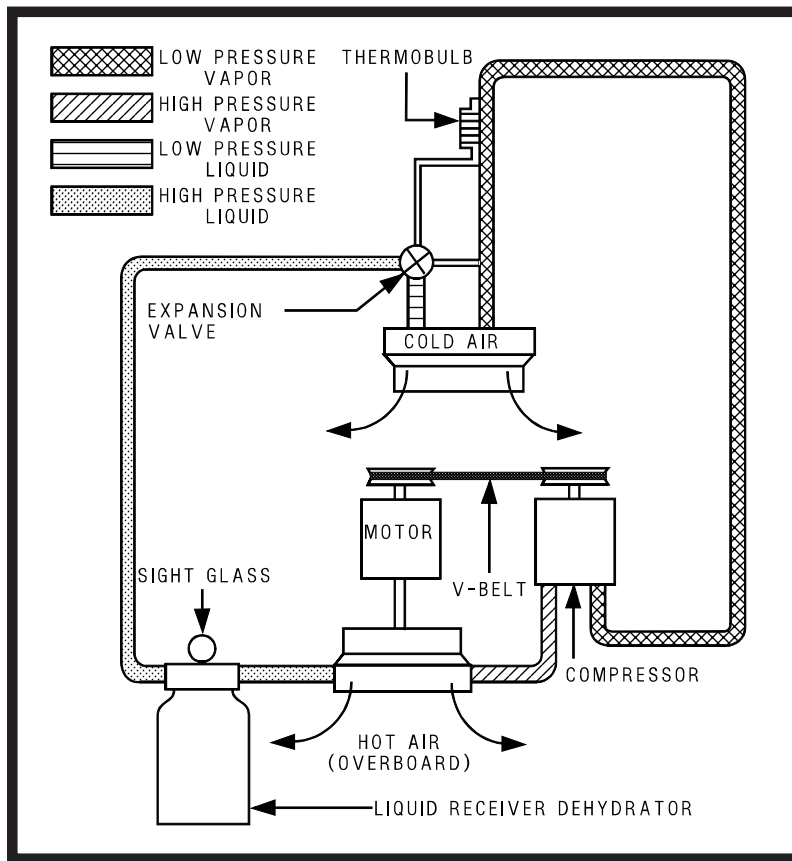 LOW PRESSURE
VAPOR
HIGH PRESSURE
VAPOR
LOW PRESSURE
LIQUID
HIGH PRESSURE
LIQUID
THERMOBULB
EXPANSION
VALVE
COLD AIR
MOTOR
V-BELT
SIGHT GLASS
COMPRESSOR
HOT AIR
(OVERBOARD)
LIQUID RECEIVER DEHYDRATOR